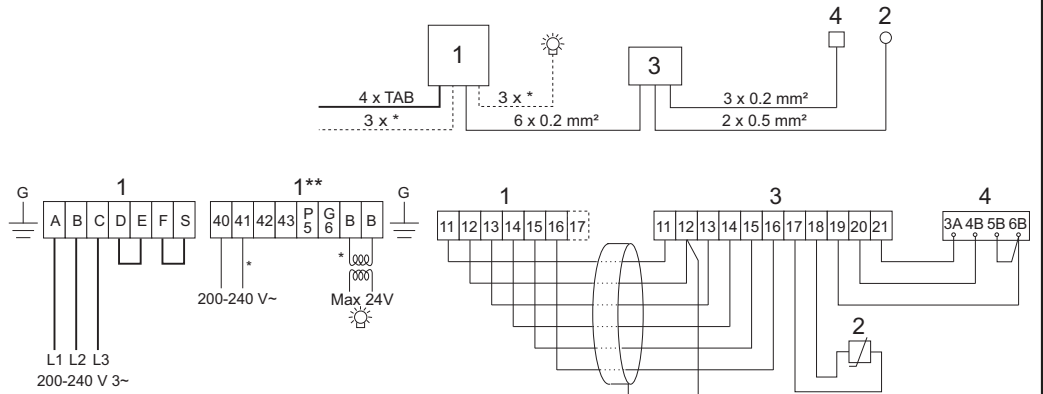 4 2
1
3
4 x TAB 3 x * 3 x 0.2 mm²
3 x * 6 x 0.2 mm² 2 x 0.5 mm²
G 1 1** G 1 3 4
A B C D E F S
40 41 42 43 P5 G6 B B
11 12 13 14 15 16 17
11 12 13 14 15 16 17 18 19 20 21
3A 4B 5B 6B
* *
200-240 V~ Max 24V
2
L1 L2 L3
200-240 V 3~